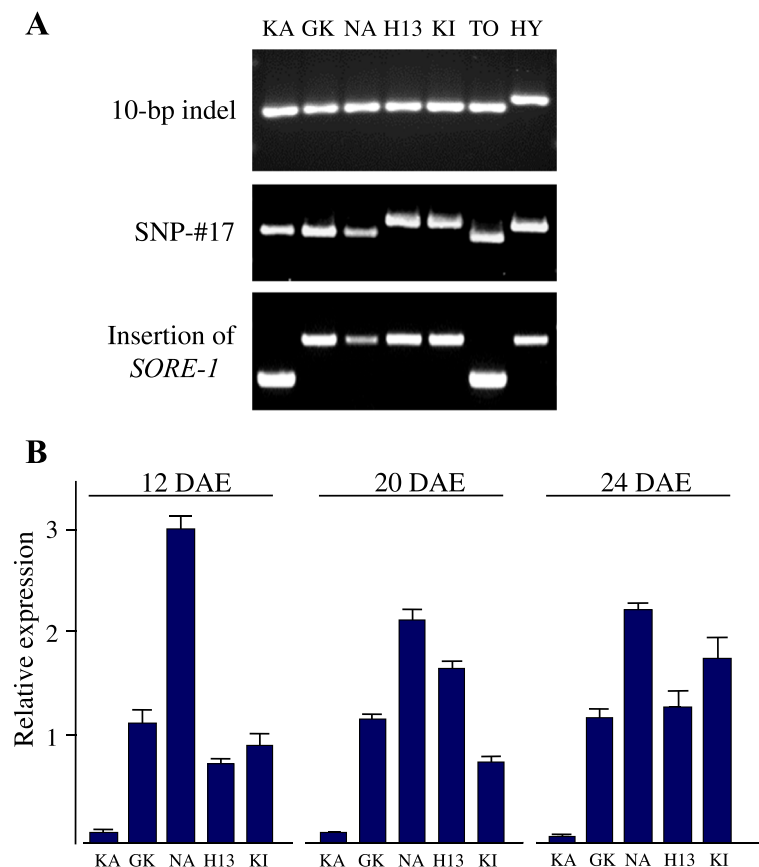 A
KA GK NA H13 KI TO HY
10-bp indel
SNP-#17
Insertion of
SORE-1
B
12 DAE 20 DAE 24 DAE
Relative expression
3
2
1
KA GK NA H13 KI KA GK NA H13 KI KA GK NA H13 KI